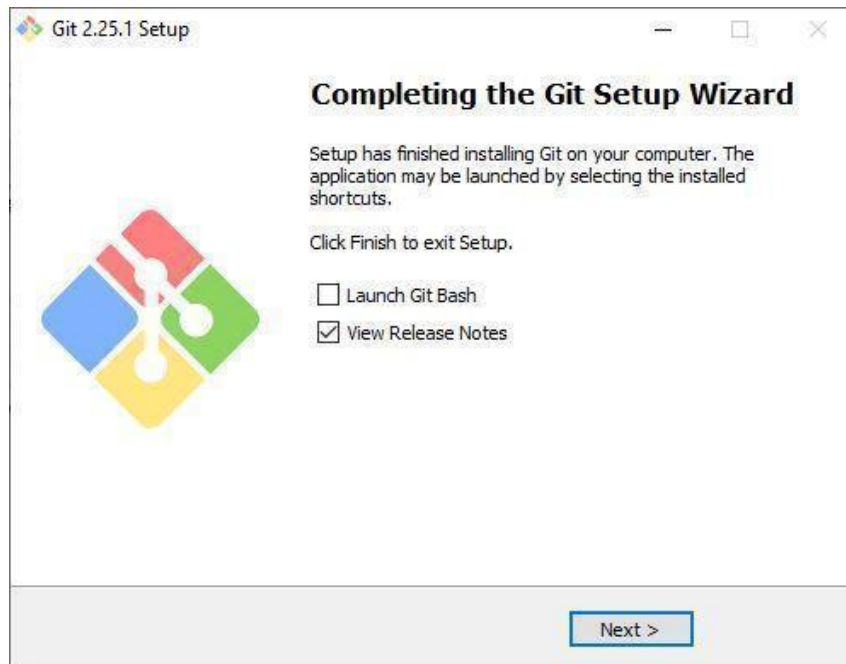 Git 2.25.1 Setup
Completing the Git Setup Wizard
Setup has finished installing Git on your computer. The
application may be launched by selecting the installed
shortcuts.
Click Finish to exit Setup.
Launch Git Bash
View Release Notes
Next >